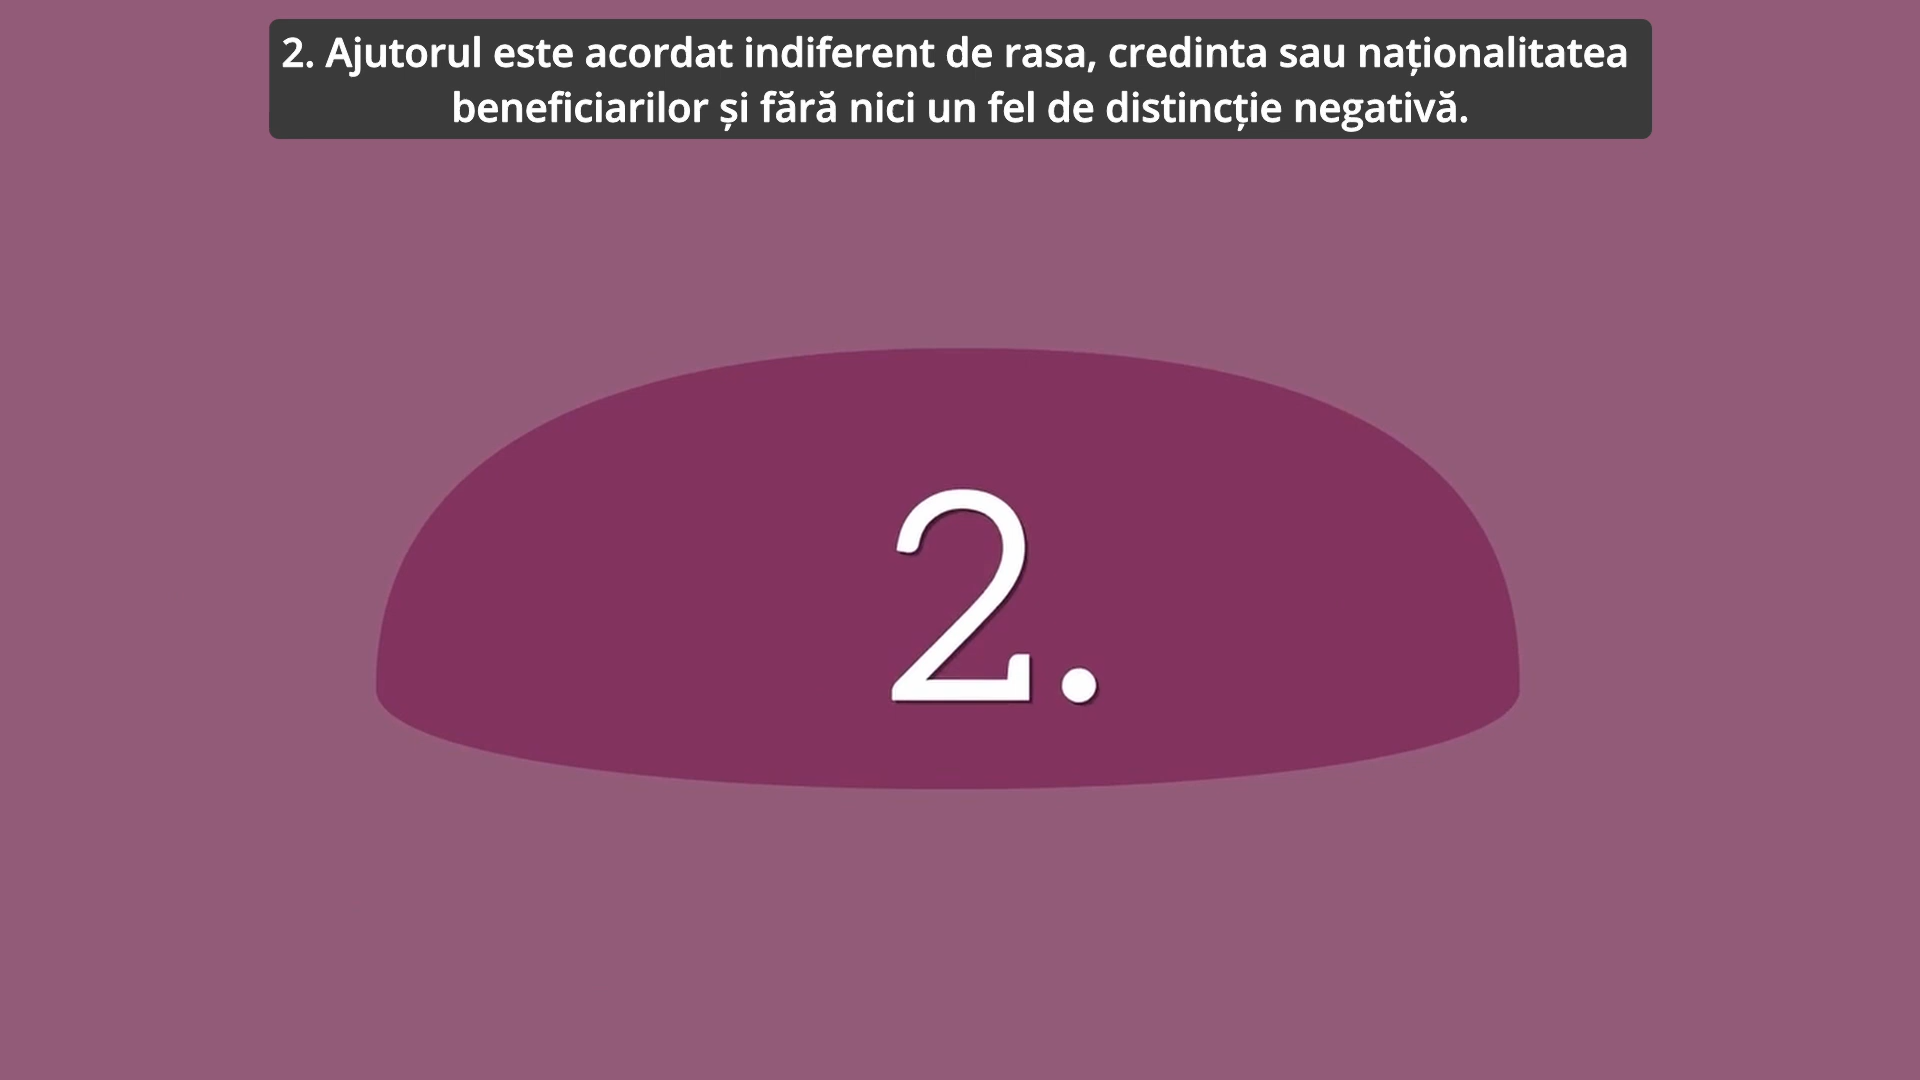 2. Ajutorul este acordat indiferent de rasa, credinta sau naționalitatea
beneficiarilor și fără nici un fel de distincție negativă.
2.